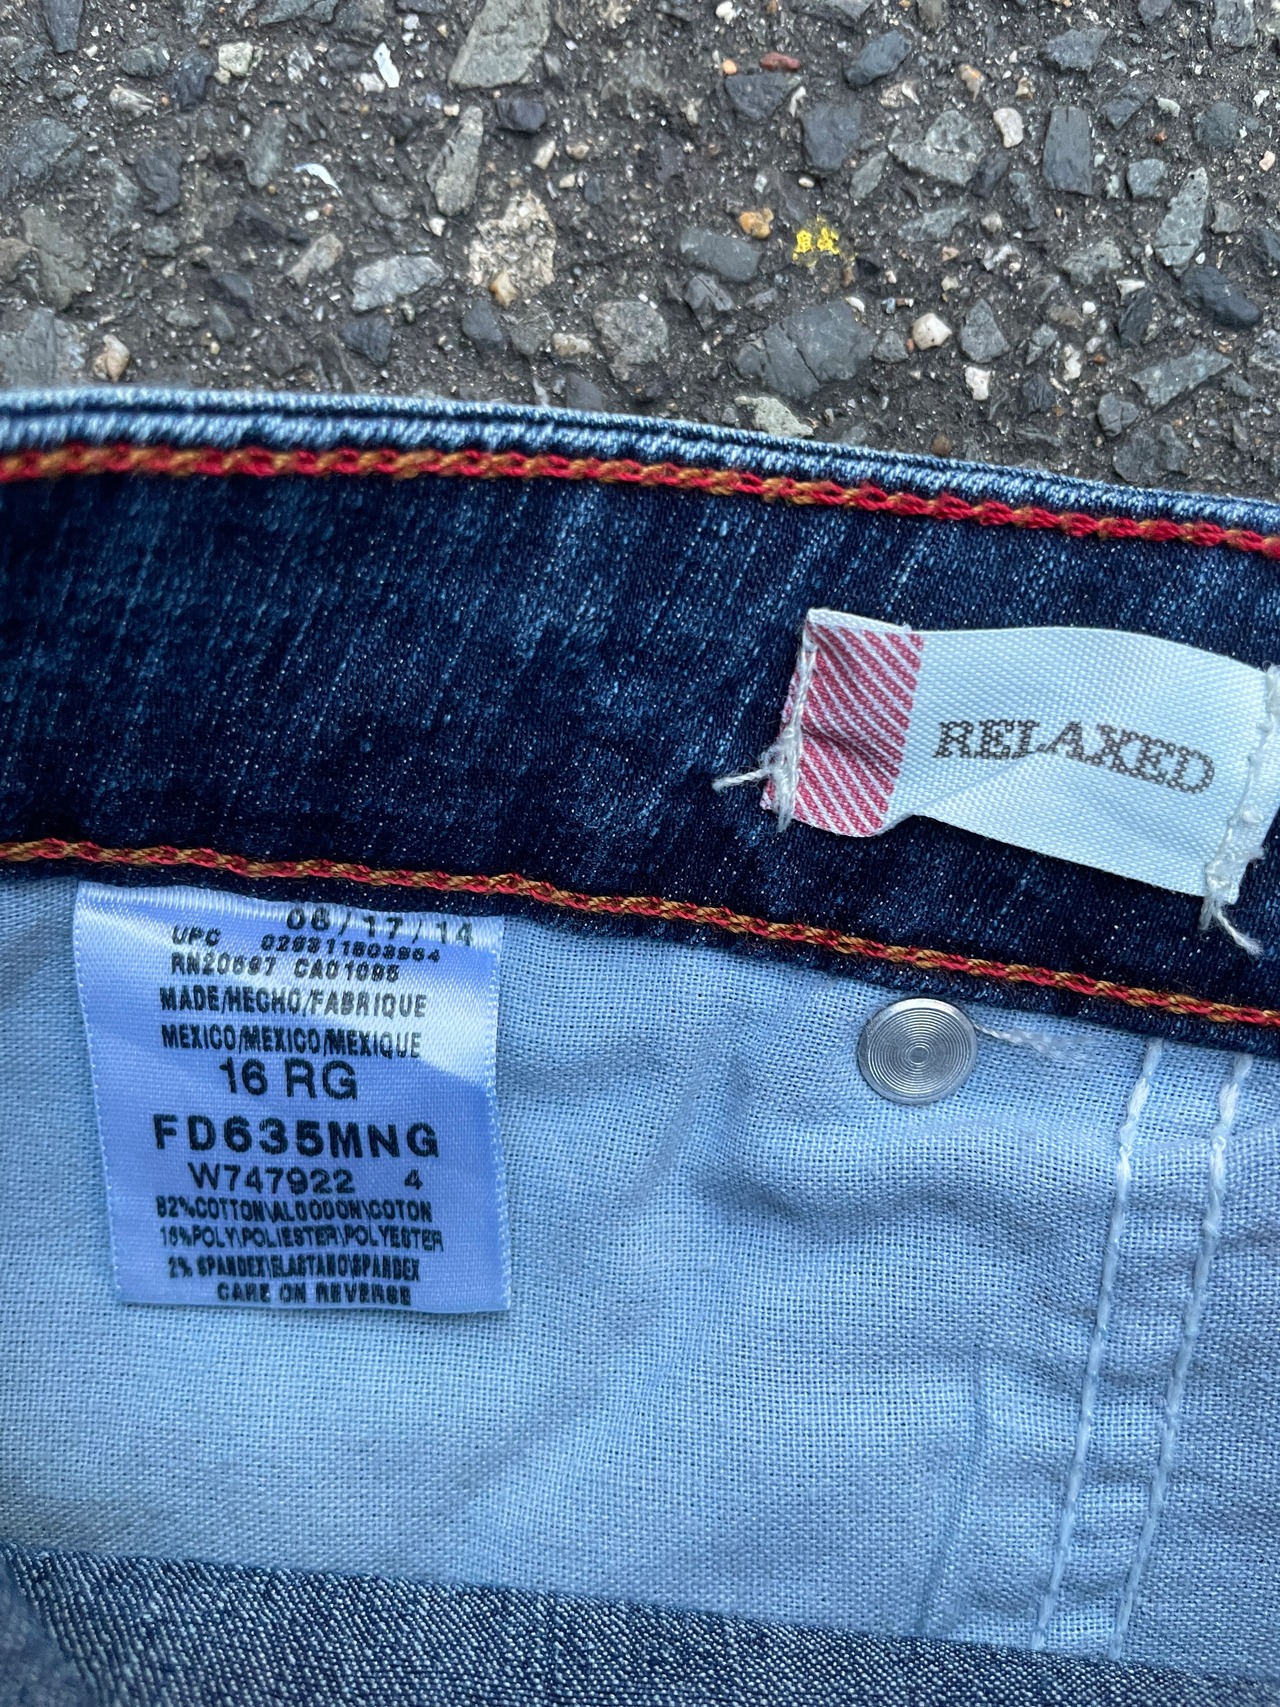 RELAXED
06/17/14
UPC 029311803954
RN20697 CA01095
MADE/HECHO/FABRIQUE
MEXICO/MEXICO/MEXIQUE
16 RG
FD635MNG
W747922 4
82%COTTON\ALGODON\COTON
16%POLY\POLIESTER\POLYESTER
2% SPANDEX\ELASTANO\SPANDEX
CARE ON REVERSE